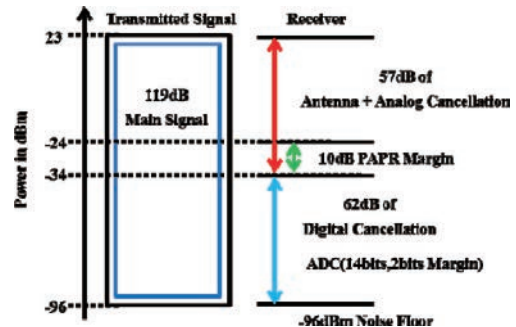 Transmitted Signal
Receiver
23
119dB
Main Signal
57dB of
Antenna + Analog Cancellation
Power in dBm
-24
10dB PAPR Margin
-34
62dB of
Digital Cancellation
ADC(14bits,2bits Margin)
-96
-96dBm Noise Floor